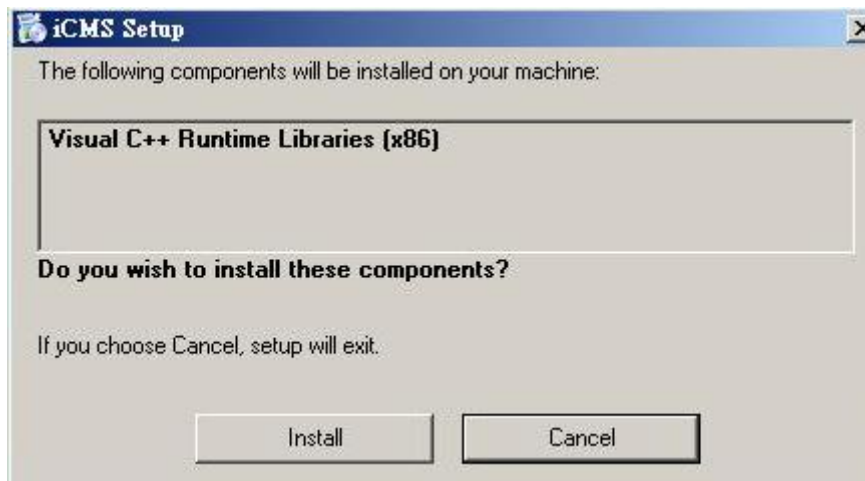 iCMS Setup
The following components will be installed on your machine:
Visual C++ Runtime Libraries (x86)
Do you wish to install these components?
If you choose Cancel, setup will exit.
Install
Cancel